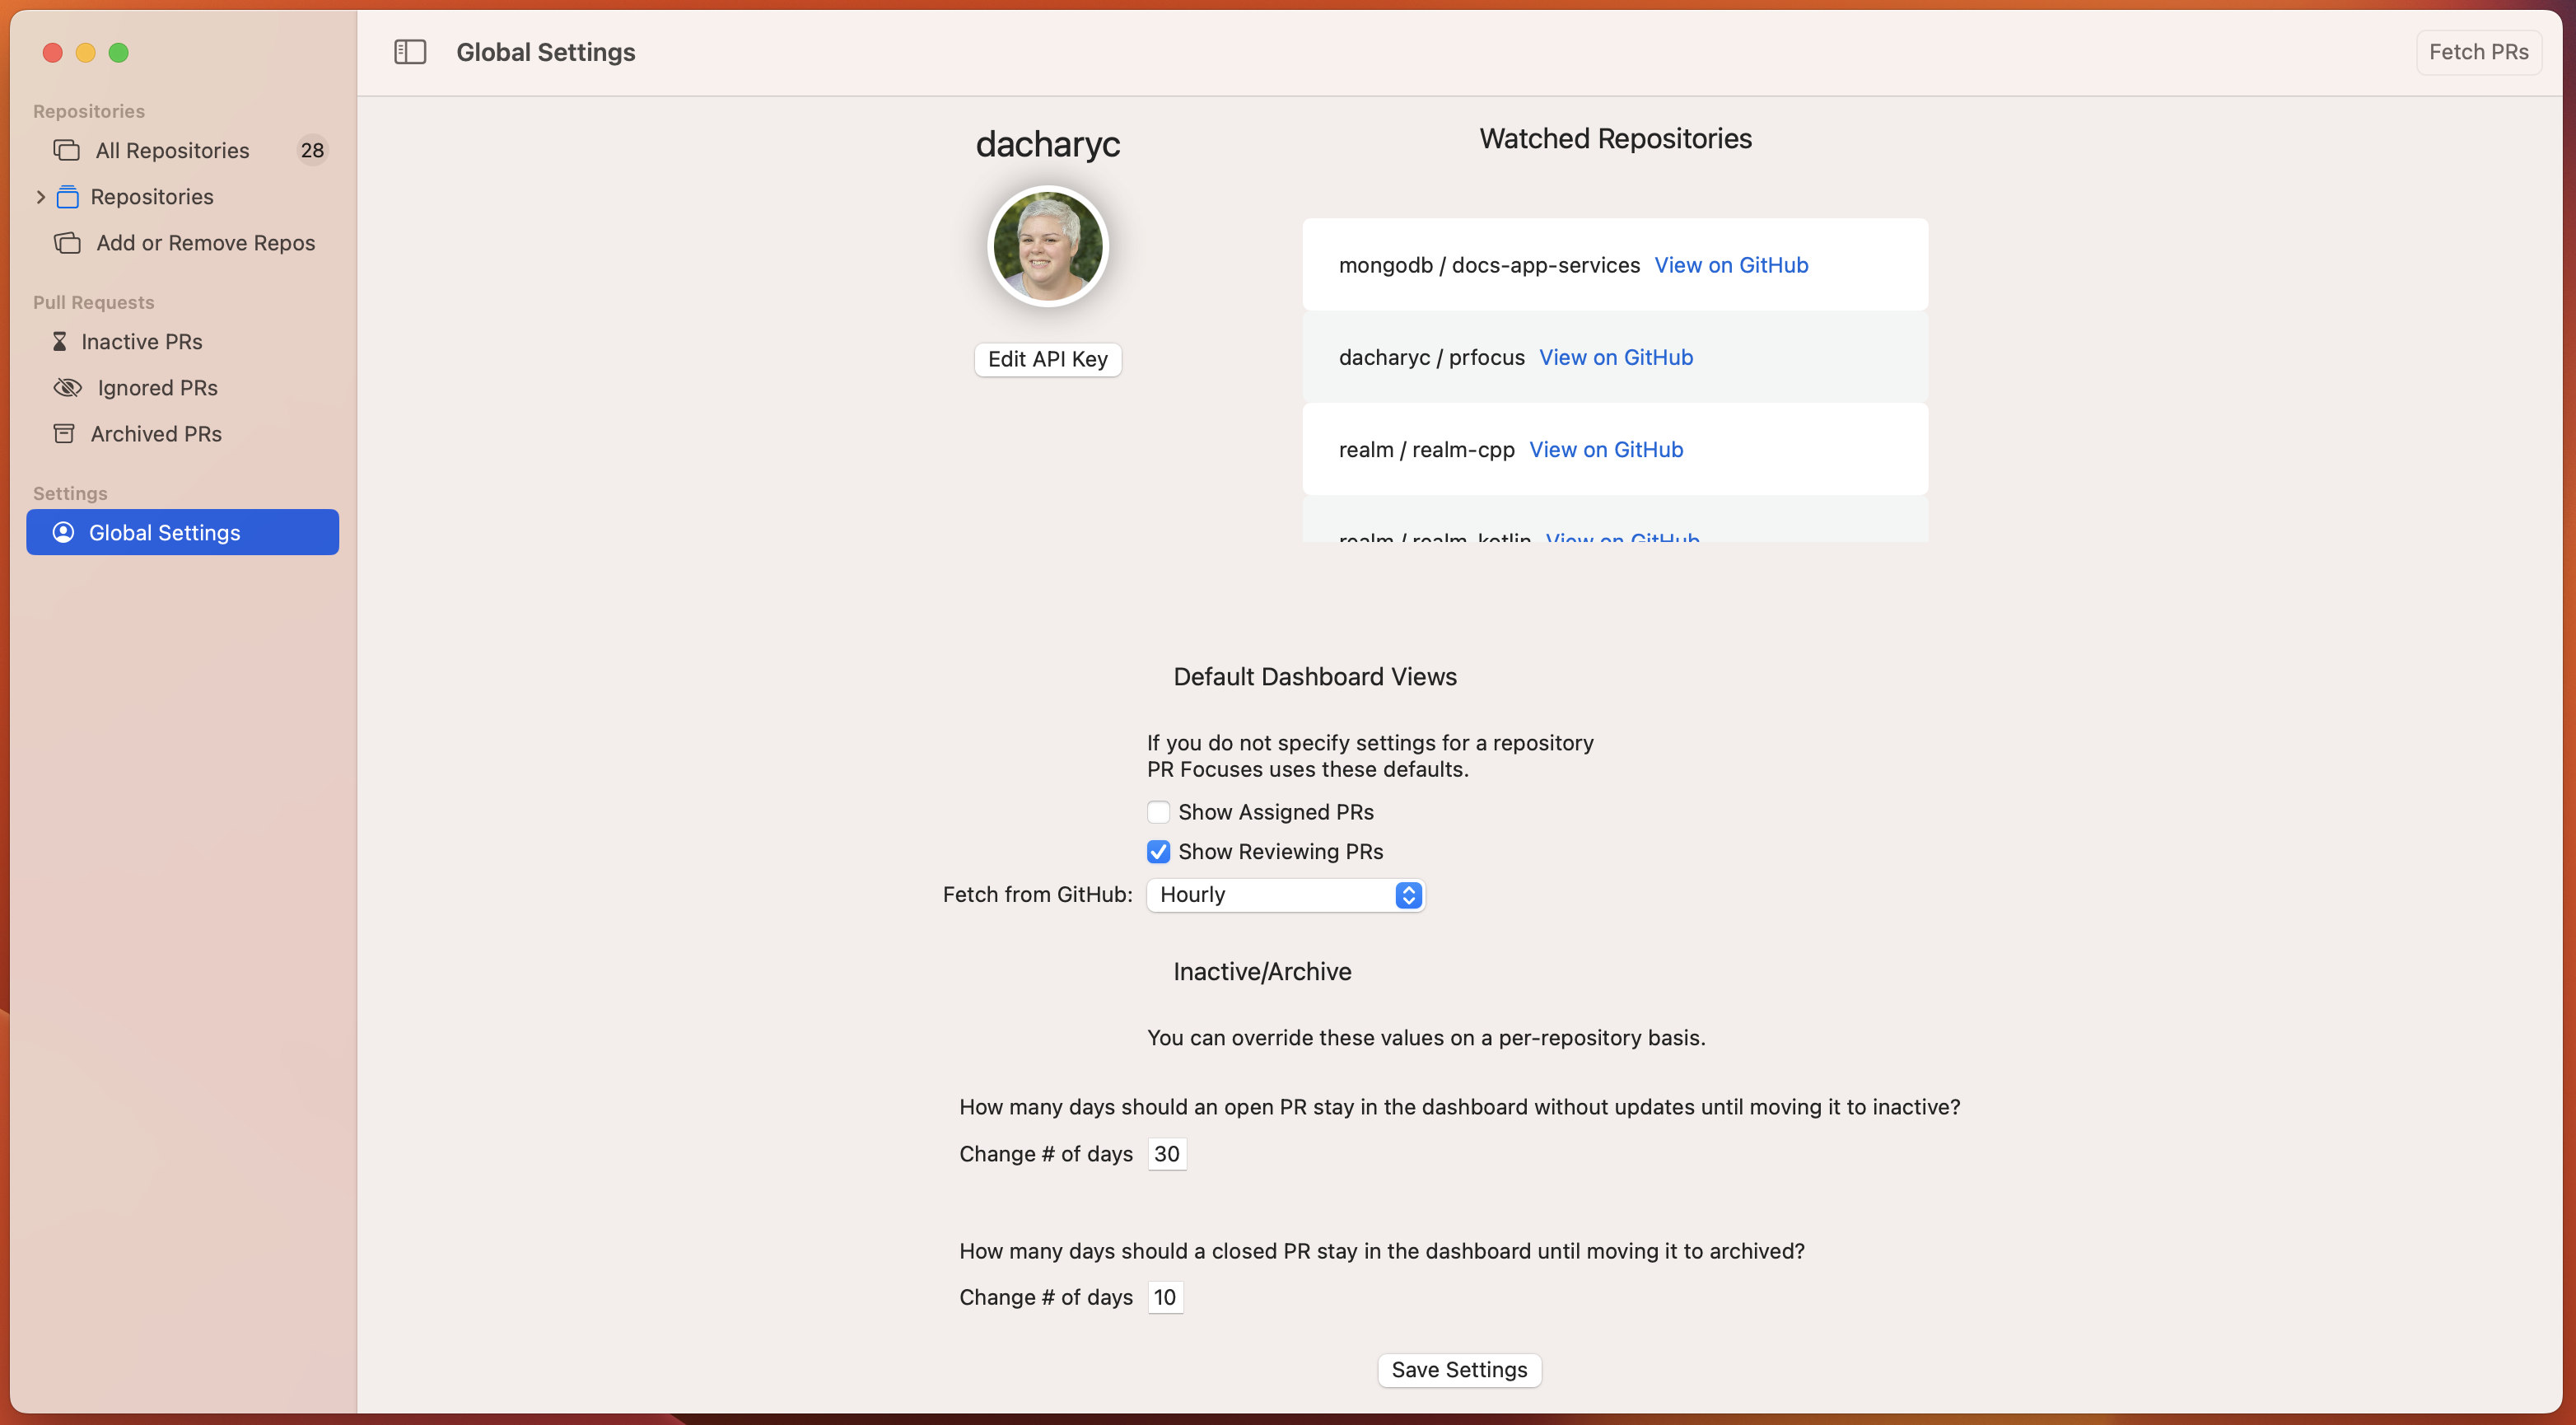 Global Settings
Fetch PRs
Repositories
All Repositories 28
Repositories
Add or Remove Repos
Pull Requests
Inactive PRs
Ignored PRs
Archived PRs
Settings
Global Settings
dacharyc
Edit API Key
Watched Repositories
mongodb / docs-app-services View on GitHub
dacharyc / prfocus View on GitHub
realm / realm-cpp View on GitHub
realm / realm-kotlin View on GitHub
Default Dashboard Views
If you do not specify settings for a repository
PR Focuses uses these defaults.
Show Assigned PRs
Show Reviewing PRs
Fetch from GitHub: Hourly
Inactive/Archive
You can override these values on a per-repository basis.
How many days should an open PR stay in the dashboard without updates until moving it to inactive?
Change # of days 30
How many days should a closed PR stay in the dashboard until moving it to archived?
Change # of days 10
Save Settings